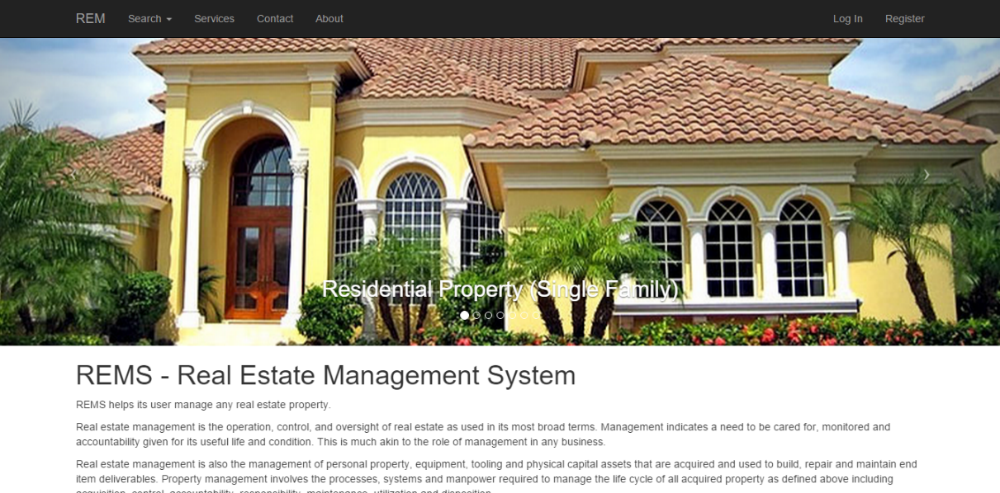 REM Search Services Contact About Log In Register
Residential Property (Single Family)
REMS - Real Estate Management System
REMS helps its user manage any real estate property.
Real estate management is the operation, control, and oversight of real estate as used in its most broad terms. Management indicates a need to be cared for, monitored and
accountability given for its useful life and condition. This is much akin to the role of management in any business.
Real estate management is also the management of personal property, equipment, tooling and physical capital assets that are acquired and used to build, repair and maintain end
item deliverables. Property management involves the processes, systems and manpower required to manage the life cycle of all acquired property as defined above including
acquisition, control, accountability, responsibility, maintenance, utilization and disposition.